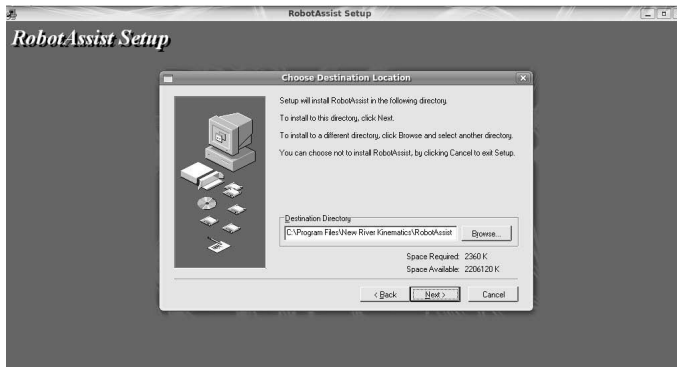 RobotAssist Setup
RobotAssist Setup
Choose Destination Location
Setup will install RobotAssist in the following directory.
To install to this directory, click Next.
To install to a different directory, click Browse and select another directory.
You can choose not to install RobotAssist, by clicking Cancel to exit Setup.
Destination Directory
C:\Program Files\New River Kinematics\RobotAssist
Browse...
Space Required: 2360 K
Space Available: 2206120 K
< Back
Next >
Cancel